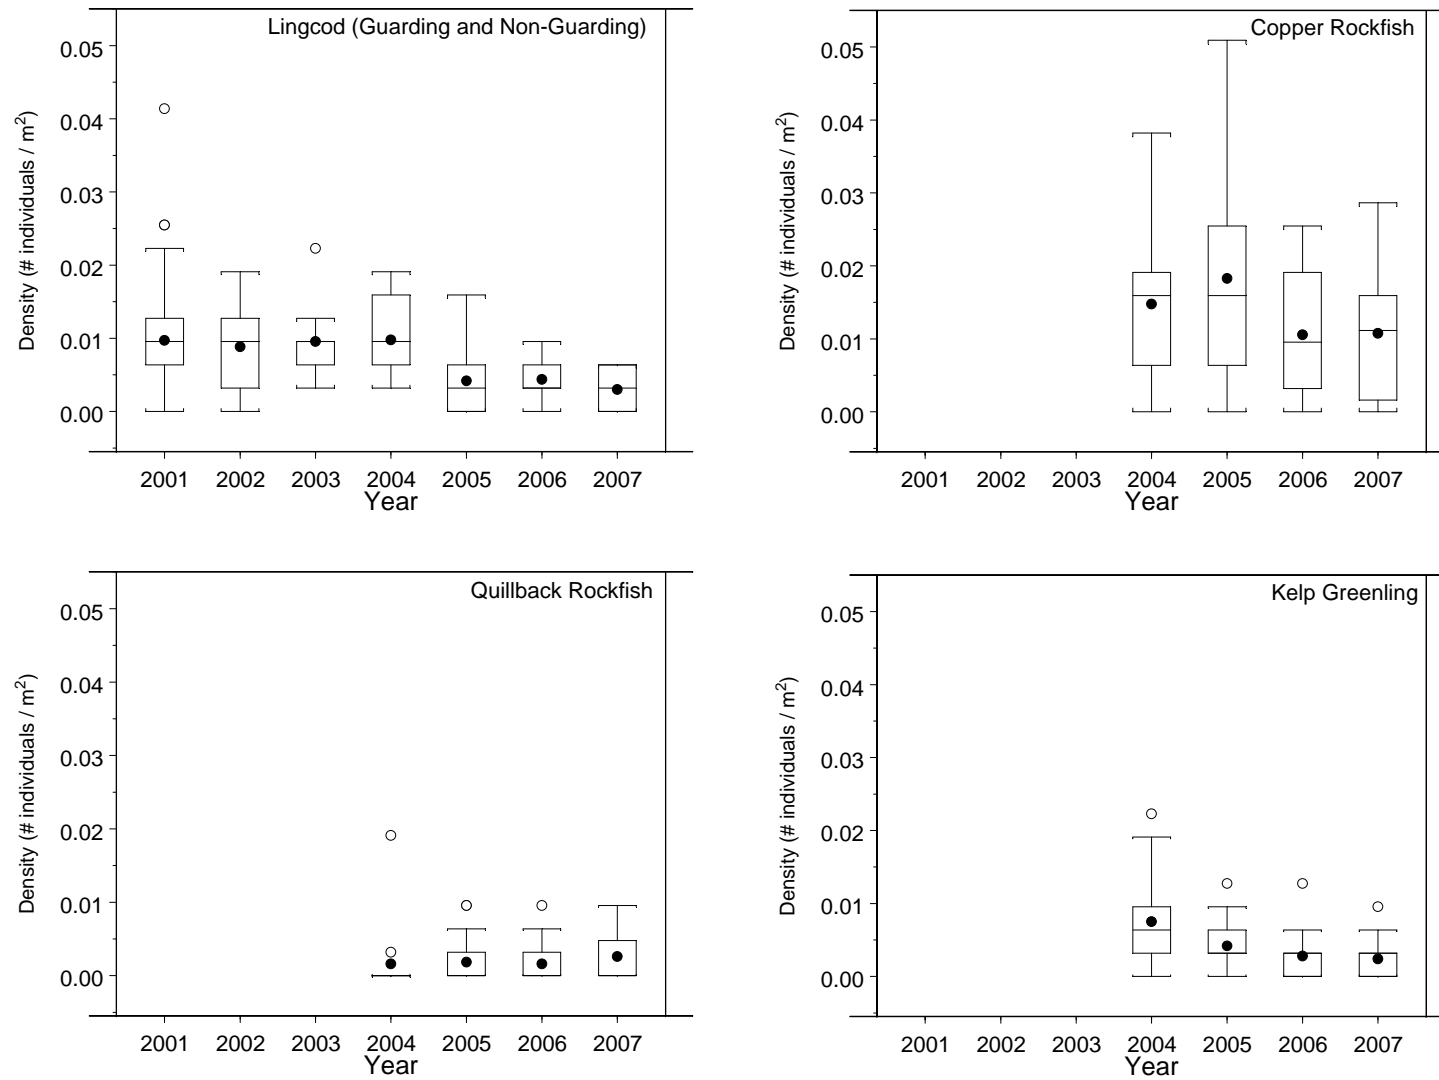 Lingcod (Guarding and Non-Guarding)
0.05
0.04
0.03
0.02
0.01
0.00
Density (# individuals / m²)
2001 2002 2003 2004 2005 2006 2007
Year
Copper Rockfish
0.05
0.04
0.03
0.02
0.01
0.00
Density (# individuals / m²)
2001 2002 2003 2004 2005 2006 2007
Year
Quillback Rockfish
0.05
0.04
0.03
0.02
0.01
0.00
Density (# individuals / m²)
2001 2002 2003 2004 2005 2006 2007
Year
Kelp Greenling
0.05
0.04
0.03
0.02
0.01
0.00
Density (# individuals / m²)
2001 2002 2003 2004 2005 2006 2007
Year